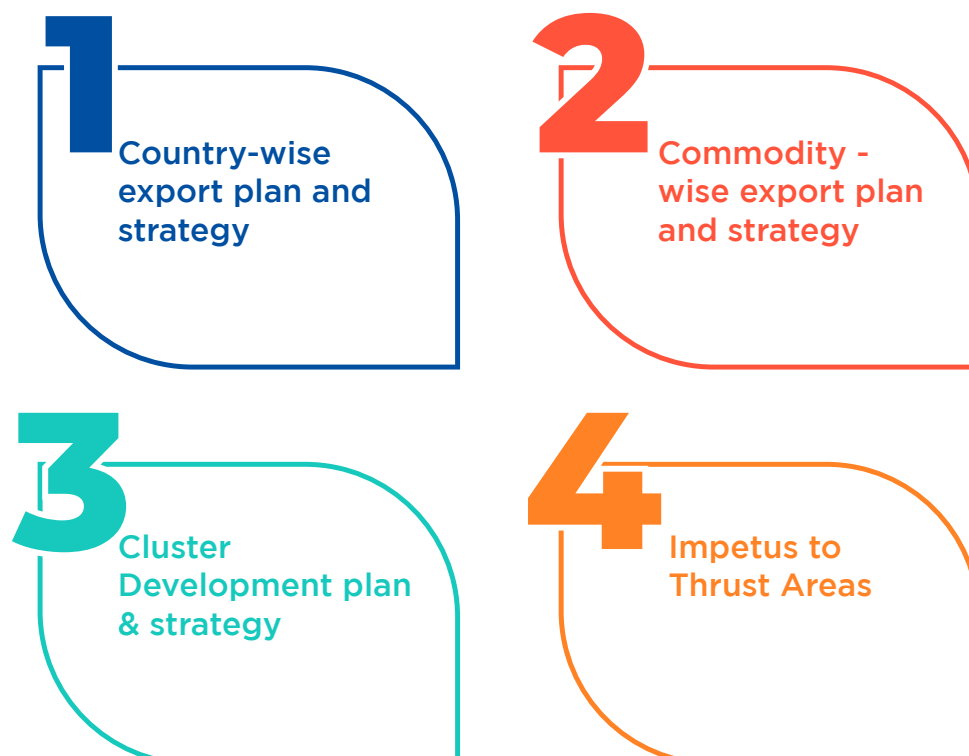 1
Country-wise
export plan and
strategy
2
Commodity -
wise export plan
and strategy
3
Cluster
Development plan
& strategy
4
Impetus to
Thrust Areas